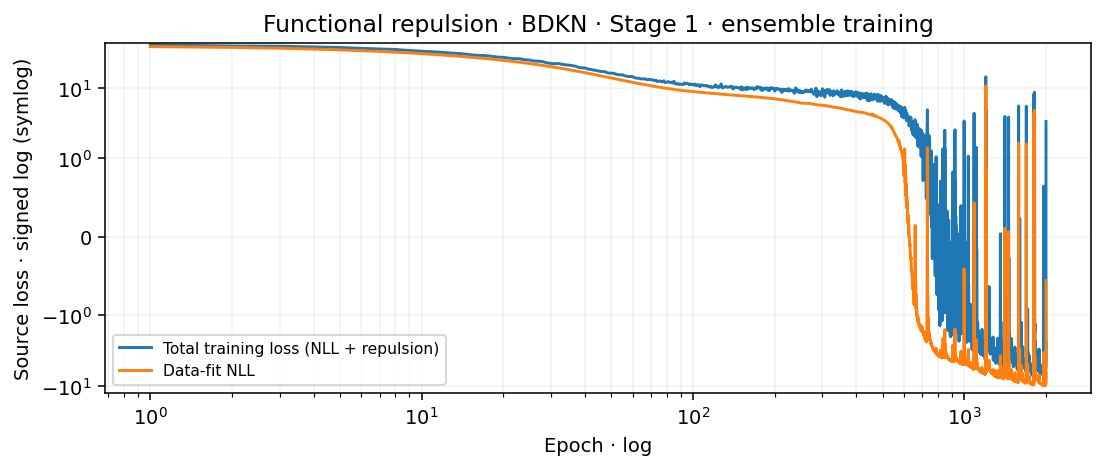 Functional repulsion · BDKN · Stage 1 · ensemble training
Source loss · signed log (symlog)
10¹
10⁰
0
−10⁰
−10¹
Total training loss (NLL + repulsion)
Data-fit NLL
10⁰ 10¹ 10² 10³
Epoch · log